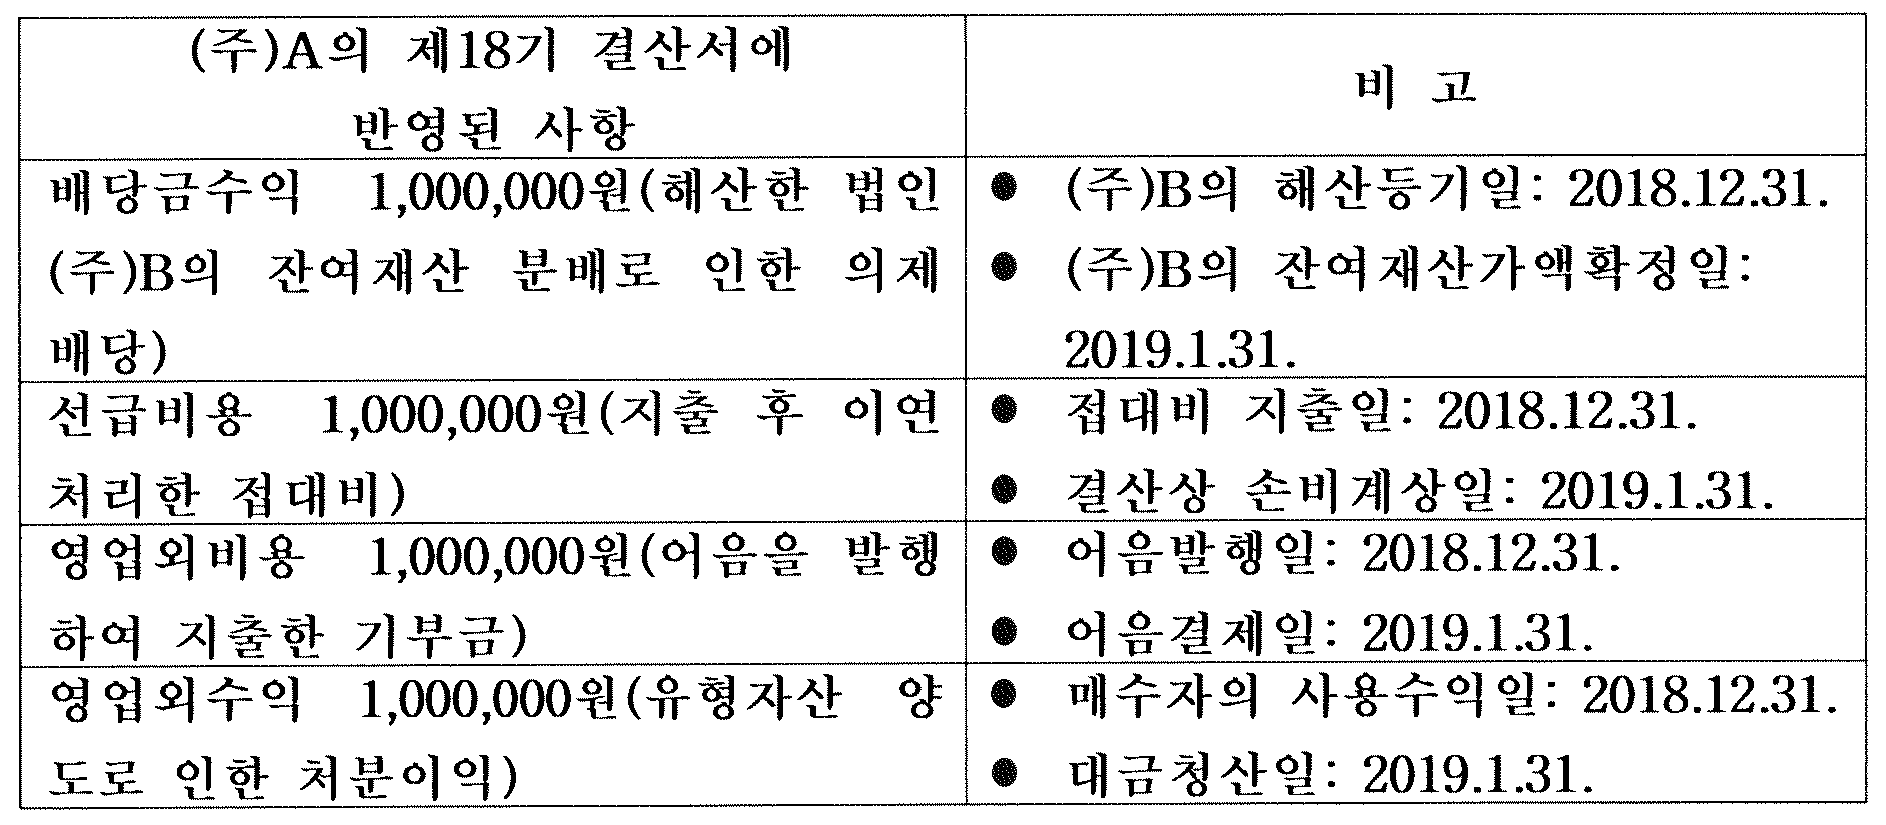 (주)A의 제18기 결산서에
반영된 사항
비 고
배당금수익 1,000,000원(해산한 법인
(주)B의 잔여재산 분배로 인한 의제
배당)
● (주)B의 해산등기일: 2018.12.31.
● (주)B의 잔여재산가액확정일:
2019.1.31.
선급비용 1,000,000원(지출 후 이연
처리한 접대비)
● 접대비 지출일: 2018.12.31.
● 결산상 손비계상일: 2019.1.31.
영업외비용 1,000,000원(어음을 발행
하여 지출한 기부금)
● 어음발행일: 2018.12.31.
● 어음결제일: 2019.1.31.
영업외수익 1,000,000원(유형자산 양
도로 인한 처분이익)
● 매수자의 사용수익일: 2018.12.31.
● 대금청산일: 2019.1.31.